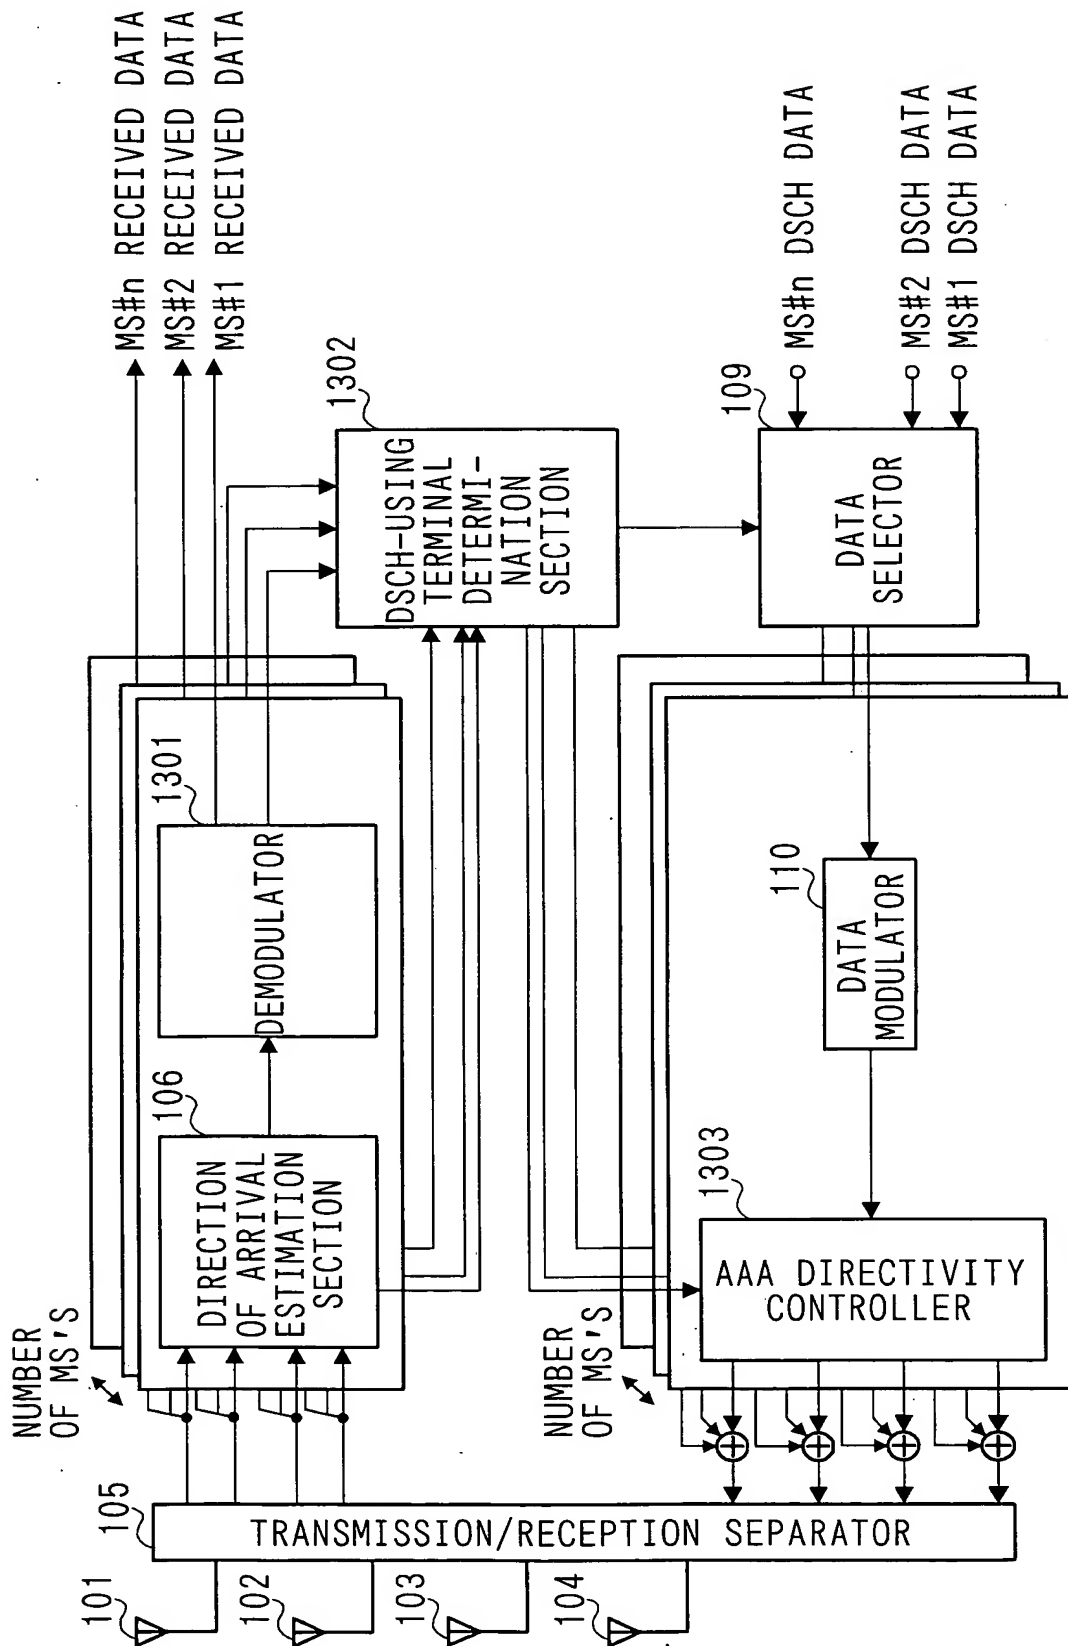 101
102
103
104
105
TRANSMISSION/RECEPTION SEPARATOR
NUMBER
OF MS'S
106
DIRECTION
OF ARRIVAL
ESTIMATION
SECTION
1301
DEMODULATOR
MS#n RECEIVED DATA
MS#2 RECEIVED DATA
MS#1 RECEIVED DATA
1302
DSCH-USING
TERMINAL
DETERMI-
NATION
SECTION
NUMBER
OF MS'S
1303
AAA DIRECTIVITY
CONTROLLER
110
DATA
MODULATOR
109
DATA
SELECTOR
MS#n DSCH DATA
MS#2 DSCH DATA
MS#1 DSCH DATA